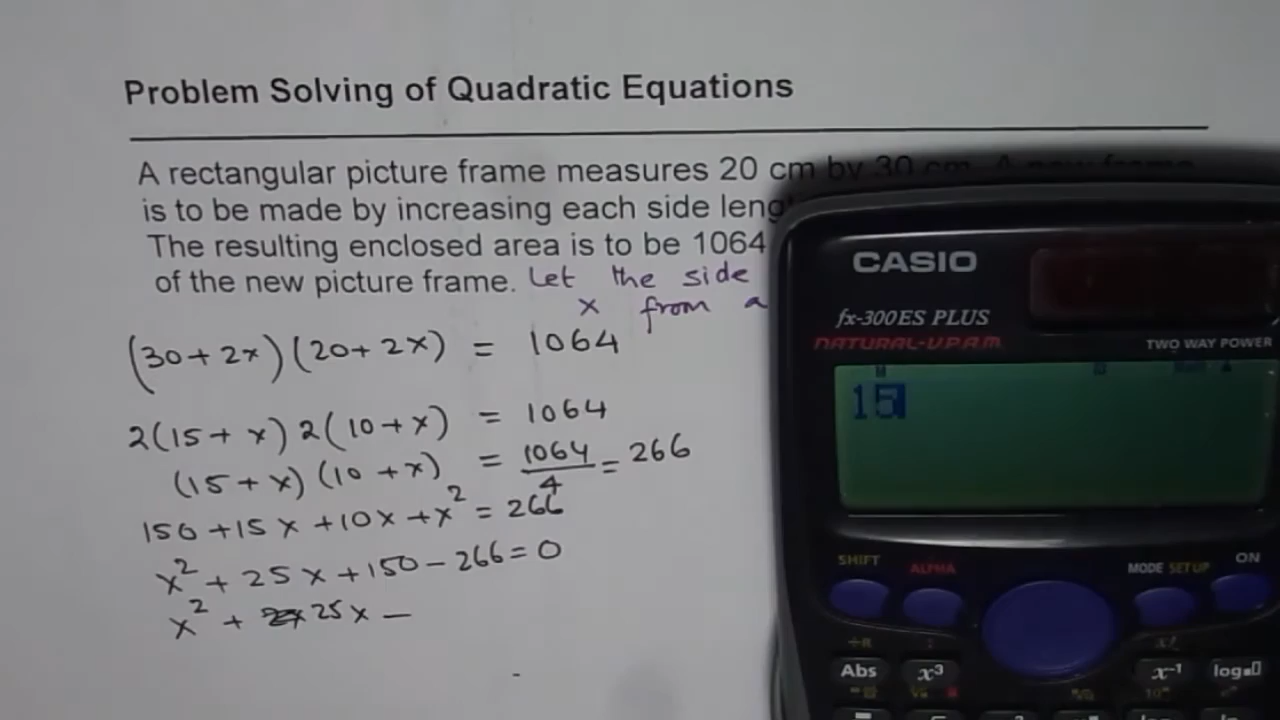 Problem Solving of Quadratic Equations
A rectangular picture frame measures 20 cm by 30 cm. A new frame
is to be made by increasing each side
The resulting enclosed area is to be 1064
of the new picture frame. Let the side
x from a
(30+2x)(20+2x) = 1064
2(15+x)2(10+x) = 1064
(15+x)(10+x) = 1064/4 = 266
150+15x+10x+x² = 266
x²+25x+150-266=0
x²+ 25x -
CASIO
fx-300ES PLUS
NATURAL-V.P.A.M.
TWO WAY POWER
M
15
SHIFT
ALPHA
MODE SETUP
ON
Abs
x³
x⁻¹